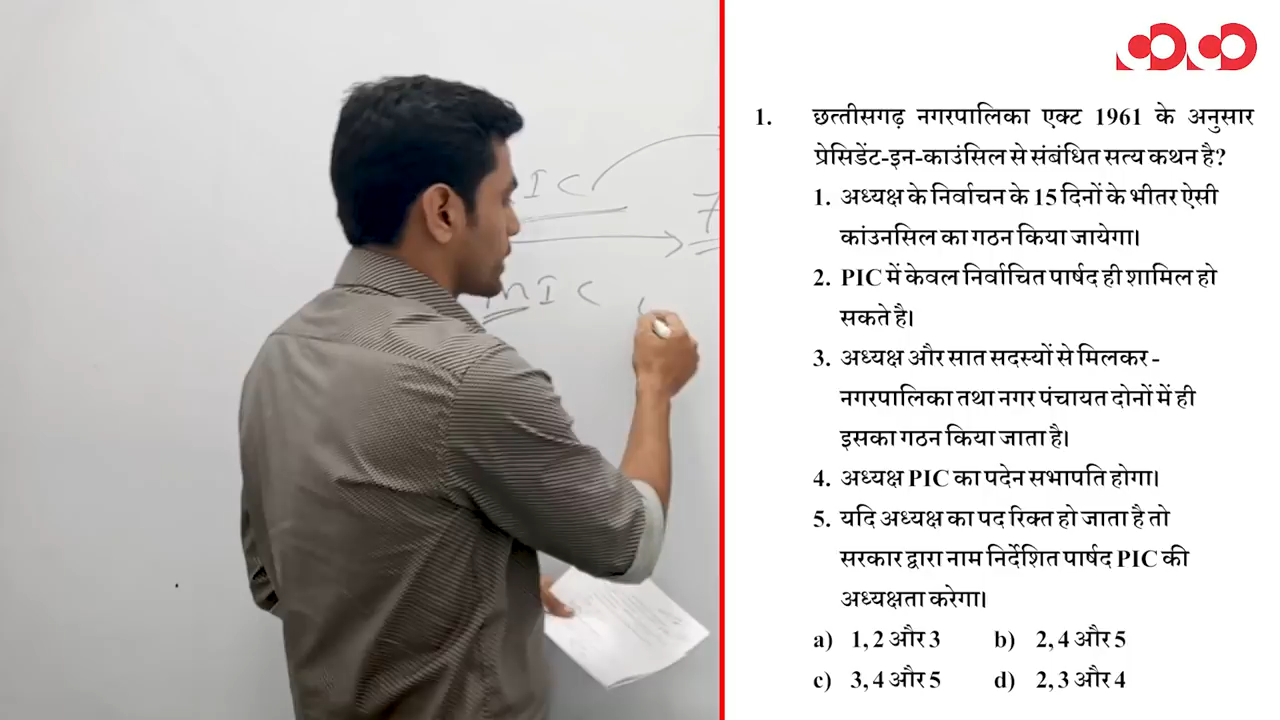 IC
7
mIC
1. छत्तीसगढ़ नगरपालिका एक्ट 1961 के अनुसार
प्रेसिडेंट-इन-काउंसिल से संबंधित सत्य कथन है?
1. अध्यक्ष के निर्वाचन के 15 दिनों के भीतर ऐसी
कांउनसिल का गठन किया जायेगा।
2. PIC में केवल निर्वाचित पार्षद ही शामिल हो
सकते है।
3. अध्यक्ष और सात सदस्यों से मिलकर -
नगरपालिका तथा नगर पंचायत दोनों में ही
इसका गठन किया जाता है।
4. अध्यक्ष PIC का पदेन सभापति होगा।
5. यदि अध्यक्ष का पद रिक्त हो जाता है तो
सरकार द्वारा नाम निर्देशित पार्षद PIC की
अध्यक्षता करेगा।
a) 1, 2 और 3 b) 2, 4 और 5
c) 3, 4 और 5 d) 2, 3 और 4